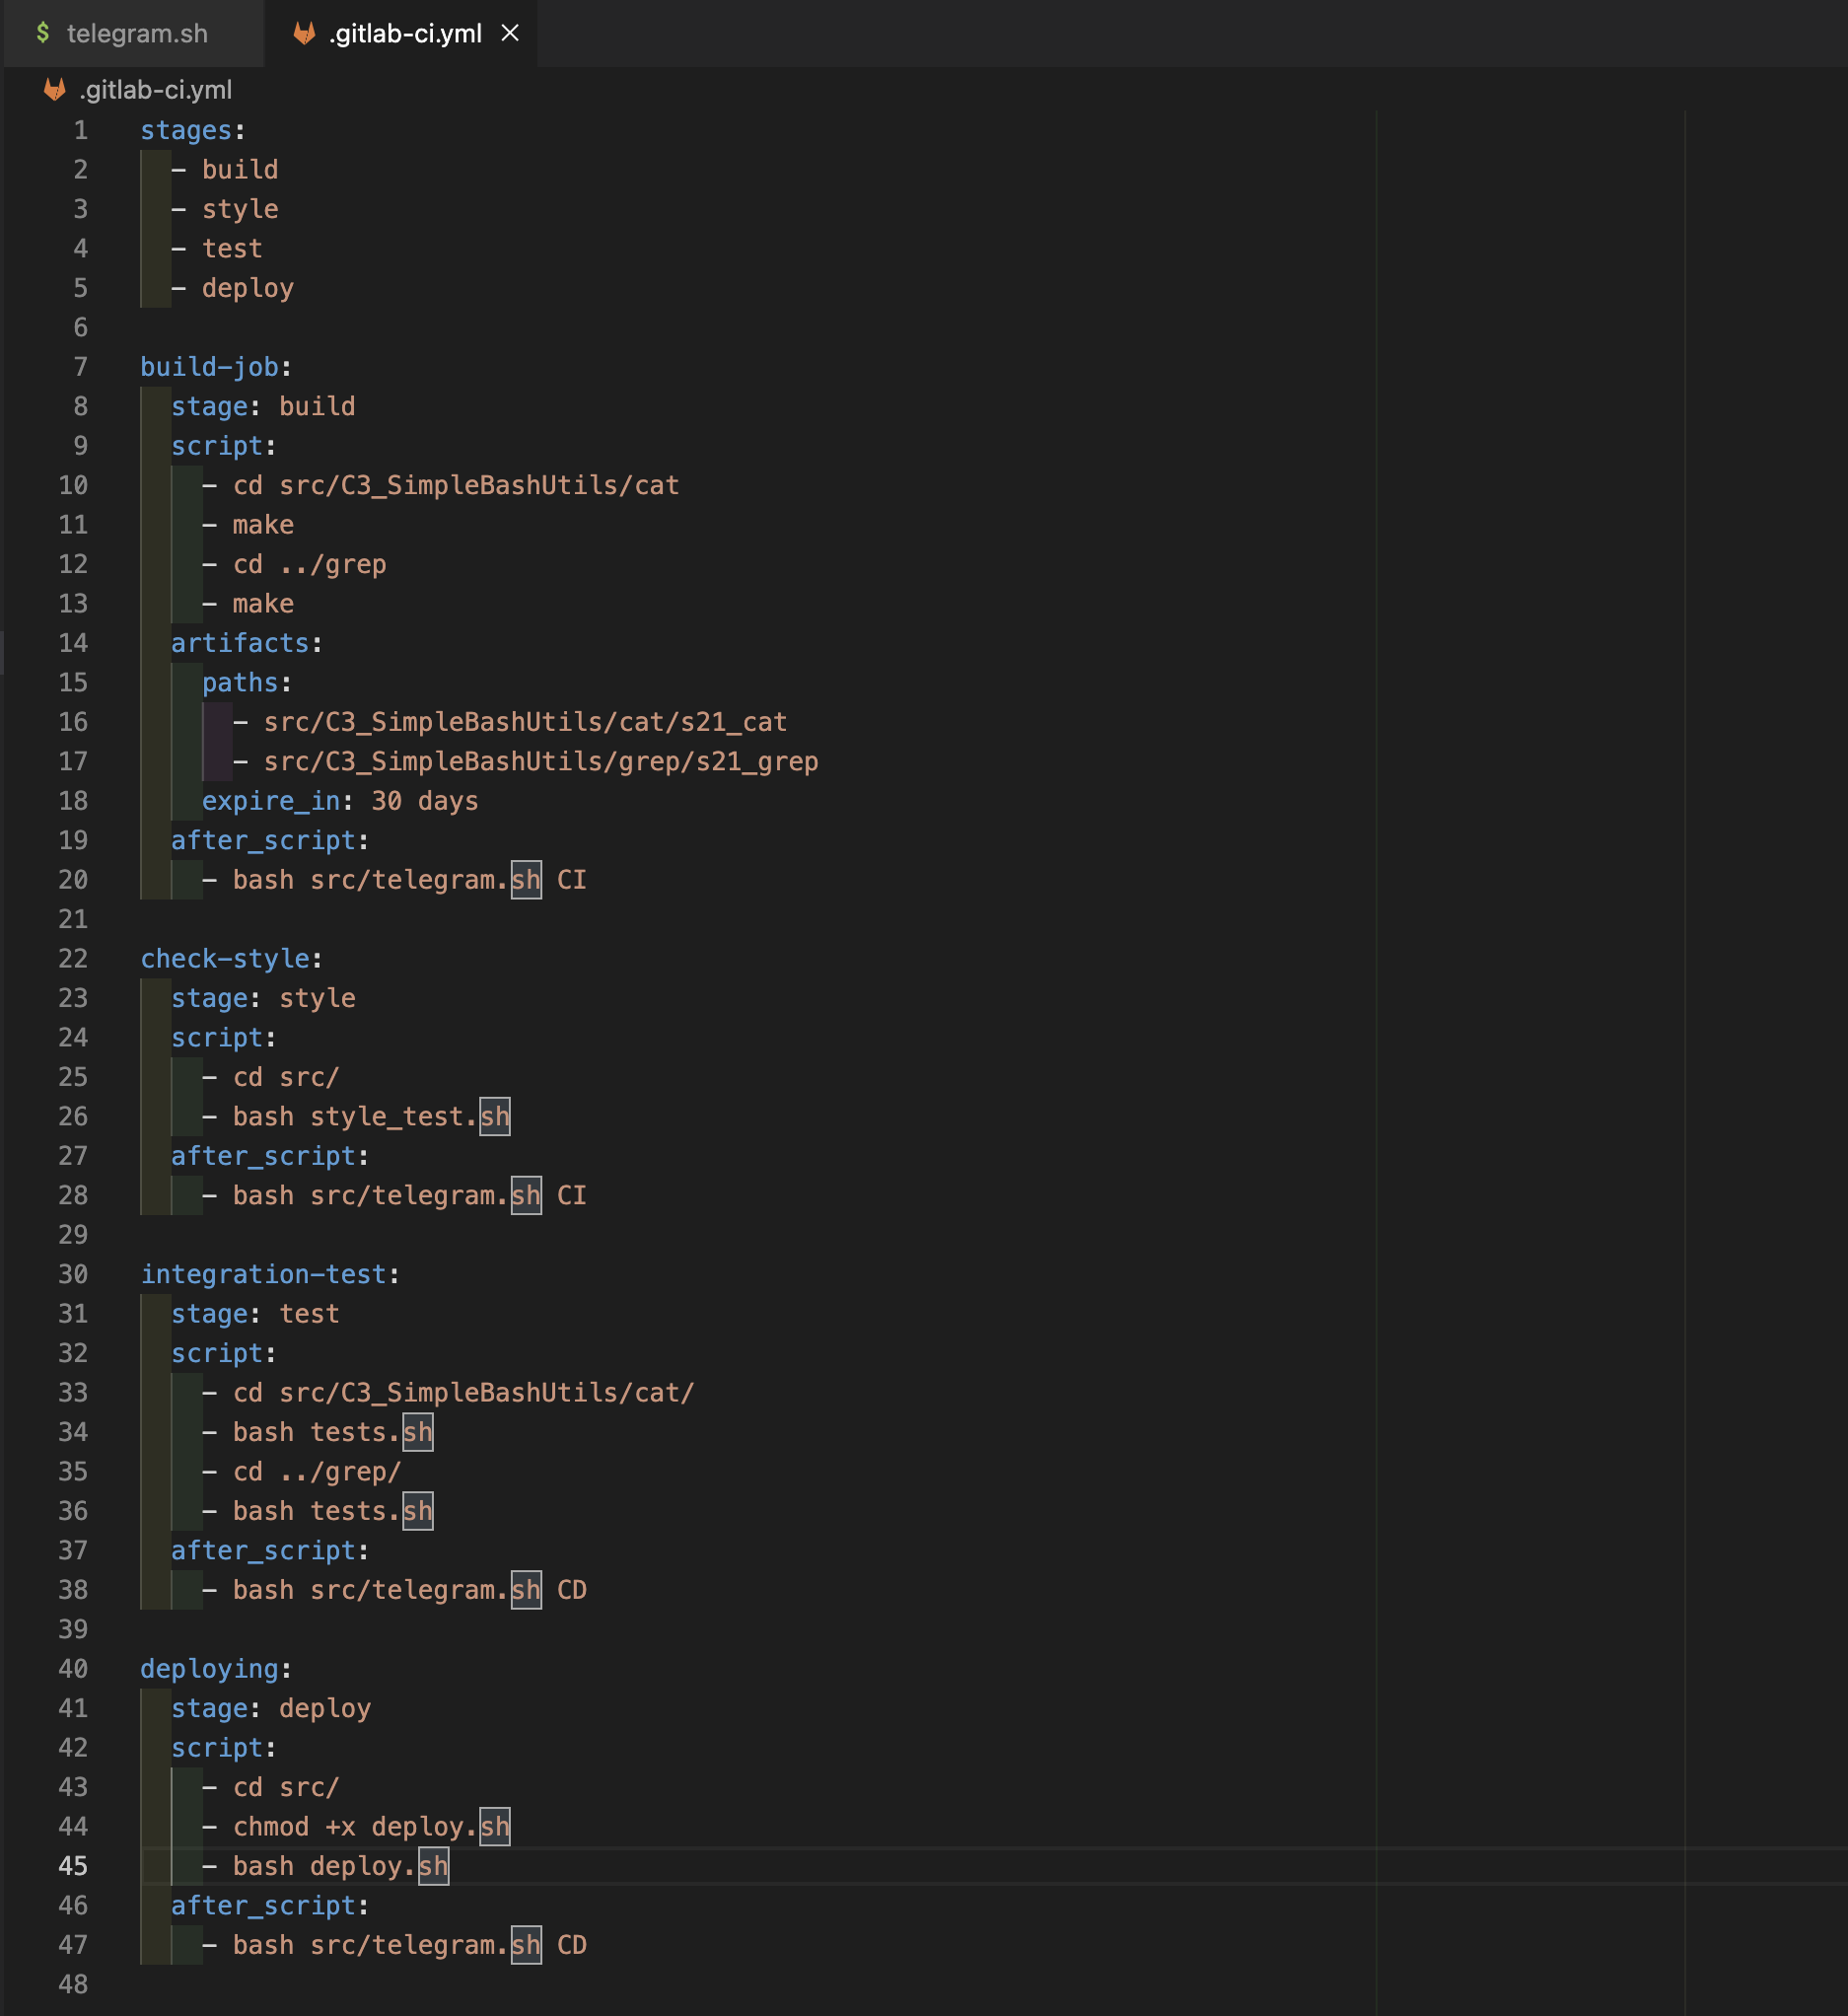 $ telegram.sh
.gitlab-ci.yml ×
.gitlab-ci.yml
1 stages:
2   - build
3   - style
4   - test
5   - deploy
6
7 build-job:
8   stage: build
9   script:
10     - cd src/C3_SimpleBashUtils/cat
11     - make
12     - cd ../grep
13     - make
14   artifacts:
15     paths:
16       - src/C3_SimpleBashUtils/cat/s21_cat
17       - src/C3_SimpleBashUtils/grep/s21_grep
18     expire_in: 30 days
19   after_script:
20     - bash src/telegram.sh CI
21
22 check-style:
23   stage: style
24   script:
25     - cd src/
26     - bash style_test.sh
27   after_script:
28     - bash src/telegram.sh CI
29
30 integration-test:
31   stage: test
32   script:
33     - cd src/C3_SimpleBashUtils/cat/
34     - bash tests.sh
35     - cd ../grep/
36     - bash tests.sh
37   after_script:
38     - bash src/telegram.sh CD
39
40 deploying:
41   stage: deploy
42   script:
43     - cd src/
44     - chmod +x deploy.sh
45     - bash deploy.sh
46   after_script:
47     - bash src/telegram.sh CD
48